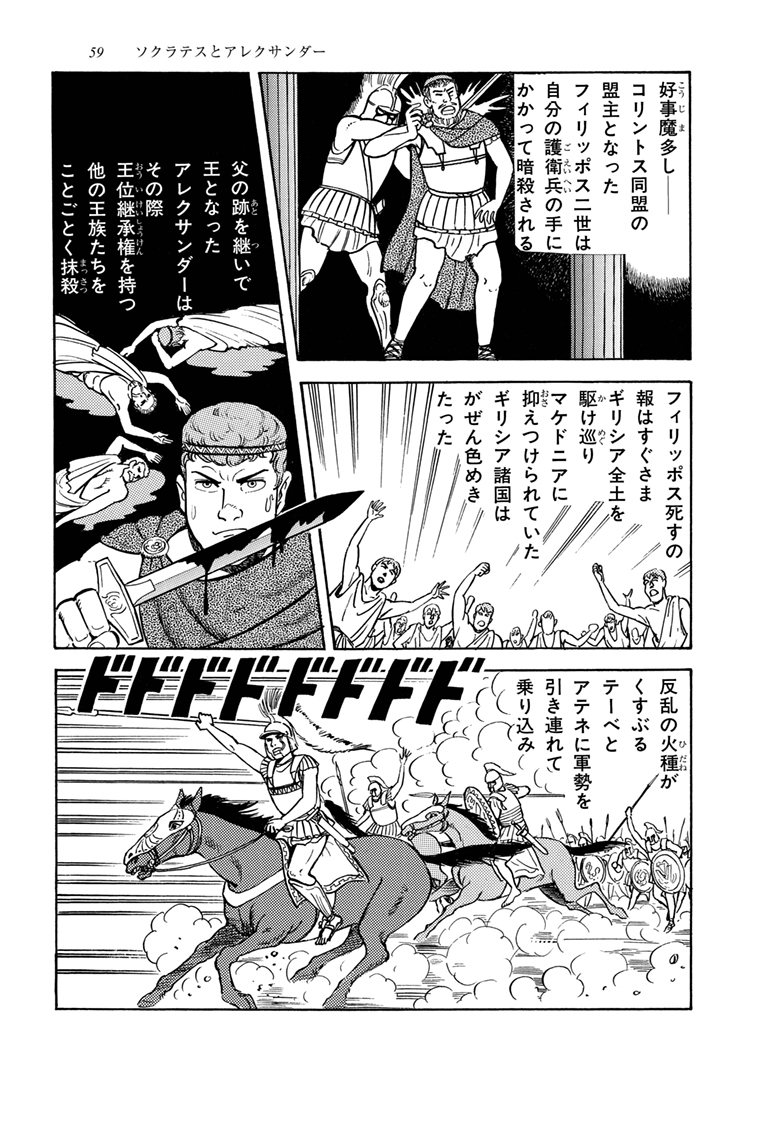 59 ソクラテスとアレクサンダー
好事魔多し──
コリントス同盟の
盟主となった
フィリッポス二世は
自分の護衛兵の手に
かかって暗殺される
父の跡を継いで
王となった
アレクサンダーは
その際
王位継承権を持つ
他の王族たちを
ことごとく抹殺
フィリッポス死すの
報はすぐさま
ギリシア全土を
駆け巡り
マケドニアに
抑えつけられていた
ギリシア諸国は
がぜん色めき
たった
反乱の火種が
くすぶる
テーベと
アテネに軍勢を
引き連れて
乗り込み
ドドドドドドドド